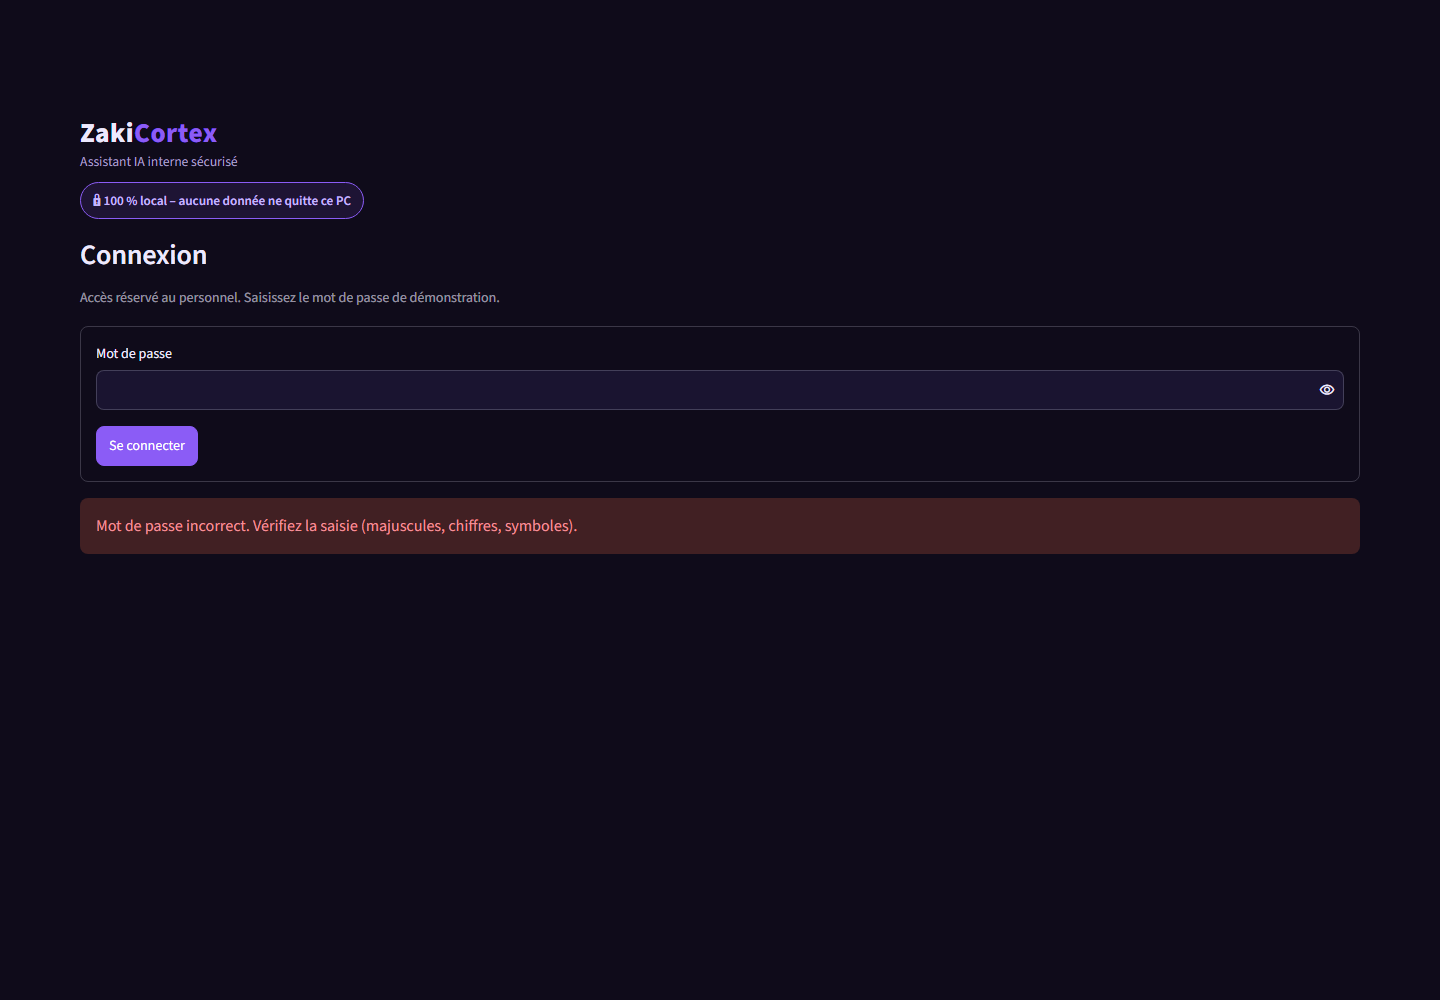 ZakiCortex
Assistant IA interne sécurisé
100 % local – aucune donnée ne quitte ce PC
Connexion
Accès réservé au personnel. Saisissez le mot de passe de démonstration.
Mot de passe
Se connecter
Mot de passe incorrect. Vérifiez la saisie (majuscules, chiffres, symboles).